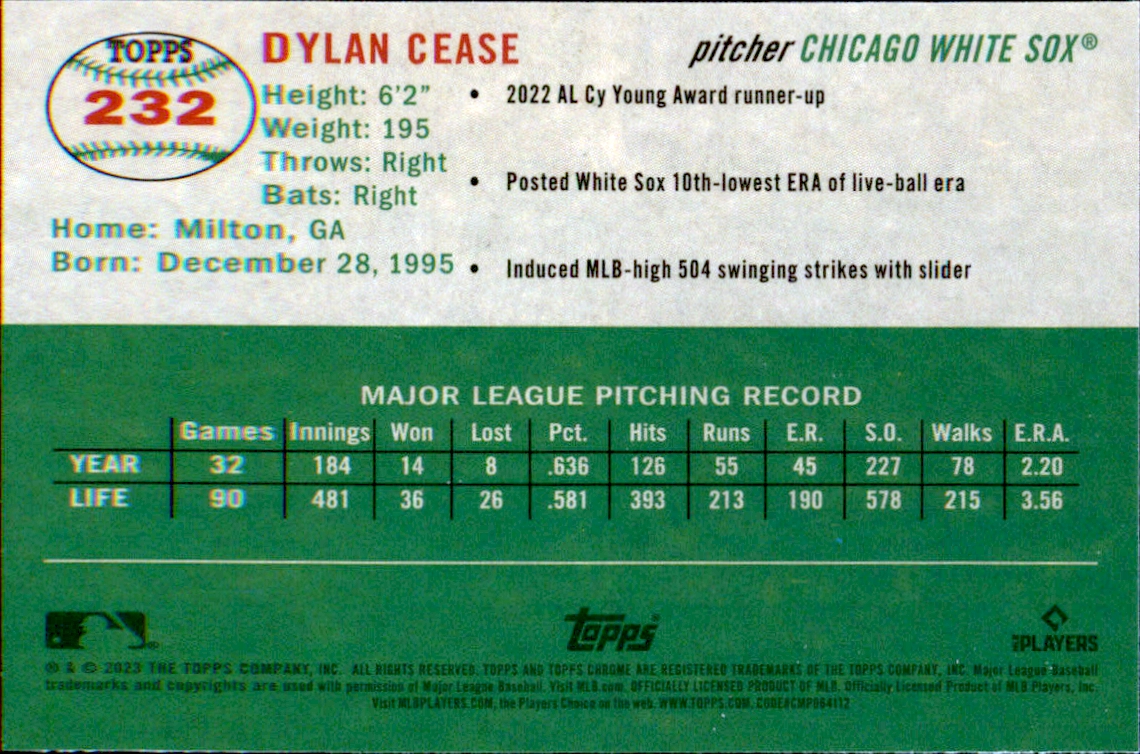 TOPPS
232
DYLAN CEASE
pitcher CHICAGO WHITE SOX®
Height: 6'2"
Weight: 195
Throws: Right
Bats: Right
Home: Milton, GA
Born: December 28, 1995
• 2022 AL Cy Young Award runner-up
• Posted White Sox 10th-lowest ERA of live-ball era
• Induced MLB-high 504 swinging strikes with slider
MAJOR LEAGUE PITCHING RECORD
Games Innings Won Lost Pct. Hits Runs E.R. S.O. Walks E.R.A.
YEAR 32 184 14 8 .636 126 55 45 227 78 2.20
LIFE 90 481 36 26 .581 393 213 190 578 215 3.56
Topps
MLB PLAYERS
® & © 2023 THE TOPPS COMPANY, INC. ALL RIGHTS RESERVED. TOPPS AND TOPPS CHROME ARE REGISTERED TRADEMARKS OF THE TOPPS COMPANY, INC. Major League Baseball
trademarks and copyrights are used with permission of Major League Baseball. Visit MLB.com. OFFICIALLY LICENSED PRODUCT OF MLB. Officially Licensed Product of MLB Players, Inc.
Visit MLBPLAYERS.COM, the Players Choice on the web. WWW.TOPPS.COM. CODE#CMP064112